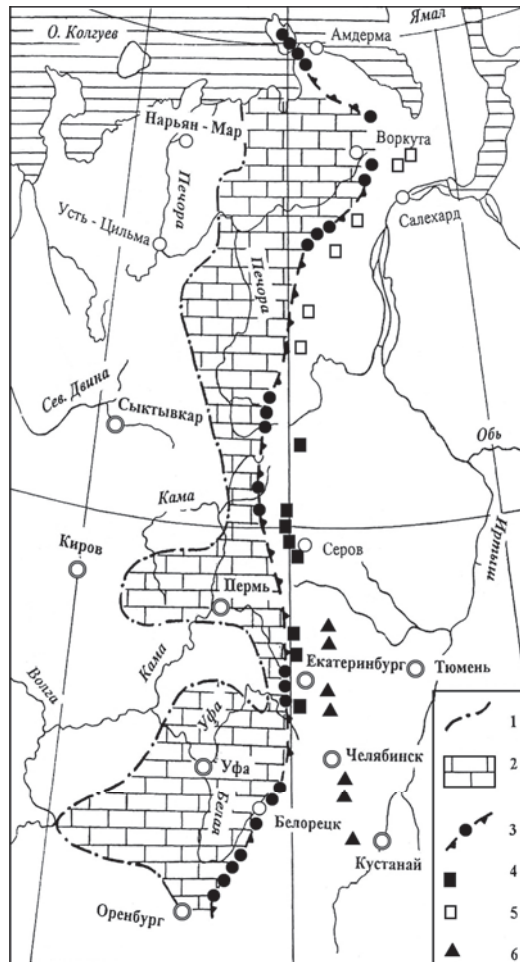 О. Колгуев
Амдерма
Ямал
Нарьян - Мар
Воркута
Печора
Салехард
Усть - Цильма
Печора
Сев. Двина
Сыктывкар
Обь
Кама
Иртыш
Серов
Киров
Пермь
Кама
Екатеринбург
Тюмень
Волга
Уфа
Челябинск
Уфа
Белая
Белорецк
Кустанай
Оренбург
1
2
3
4
5
6